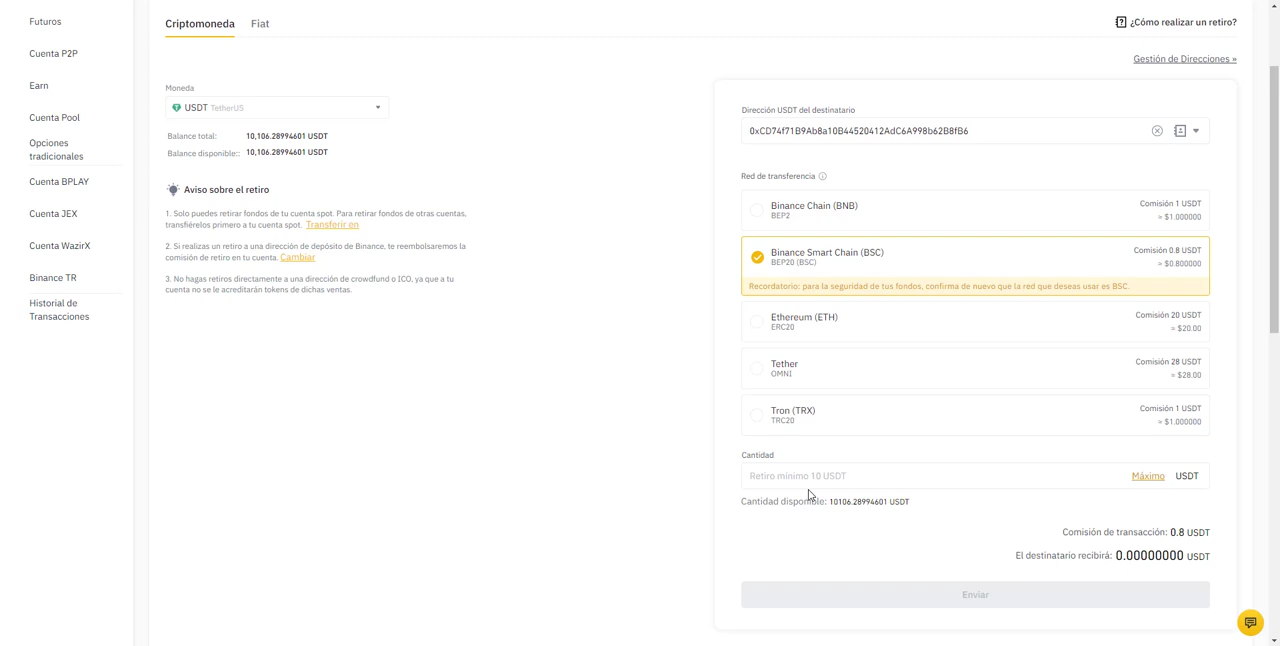 Futuros
Cuenta P2P
Earn
Cuenta Pool
Opciones
tradicionales
Cuenta BPLAY
Cuenta JEX
Cuenta WazirX
Binance TR
Historial de
Transacciones
Criptomoneda Fiat
¿Cómo realizar un retiro?
Gestión de Direcciones »
Moneda
USDT TetherUS
Balance total: 10,106.28994601 USDT
Balance disponible:: 10,106.28994601 USDT
Aviso sobre el retiro
1. Solo puedes retirar fondos de tu cuenta spot. Para retirar fondos de otras cuentas,
transfiérelos primero a tu cuenta spot. Transferir en
2. Si realizas un retiro a una dirección de depósito de Binance, te reembolsaremos la
comisión de retiro en tu cuenta. Cambiar
3. No hagas retiros directamente a una dirección de crowdfund o ICO, ya que a tu
cuenta no se le acreditarán tokens de dichas ventas.
Dirección USDT del destinatario
0xCD74f71B9Ab8a10B44520412AdC6A998b62B8fB6
Red de transferencia
Binance Chain (BNB) Comisión 1 USDT
BEP2 ≈ $1.000000
Binance Smart Chain (BSC) Comisión 0.8 USDT
BEP20 (BSC) ≈ $0.800000
Recordatorio: para la seguridad de tus fondos, confirma de nuevo que la red que deseas usar es BSC.
Ethereum (ETH) Comisión 20 USDT
ERC20 ≈ $20.00
Tether Comisión 28 USDT
OMNI ≈ $28.00
Tron (TRX) Comisión 1 USDT
TRC20 ≈ $1.000000
Cantidad
Retiro mínimo 10 USDT Máximo USDT
Cantidad disponible: 10106.28994601 USDT
Comisión de transacción: 0.8 USDT
El destinatario recibirá: 0.00000000 USDT
Enviar